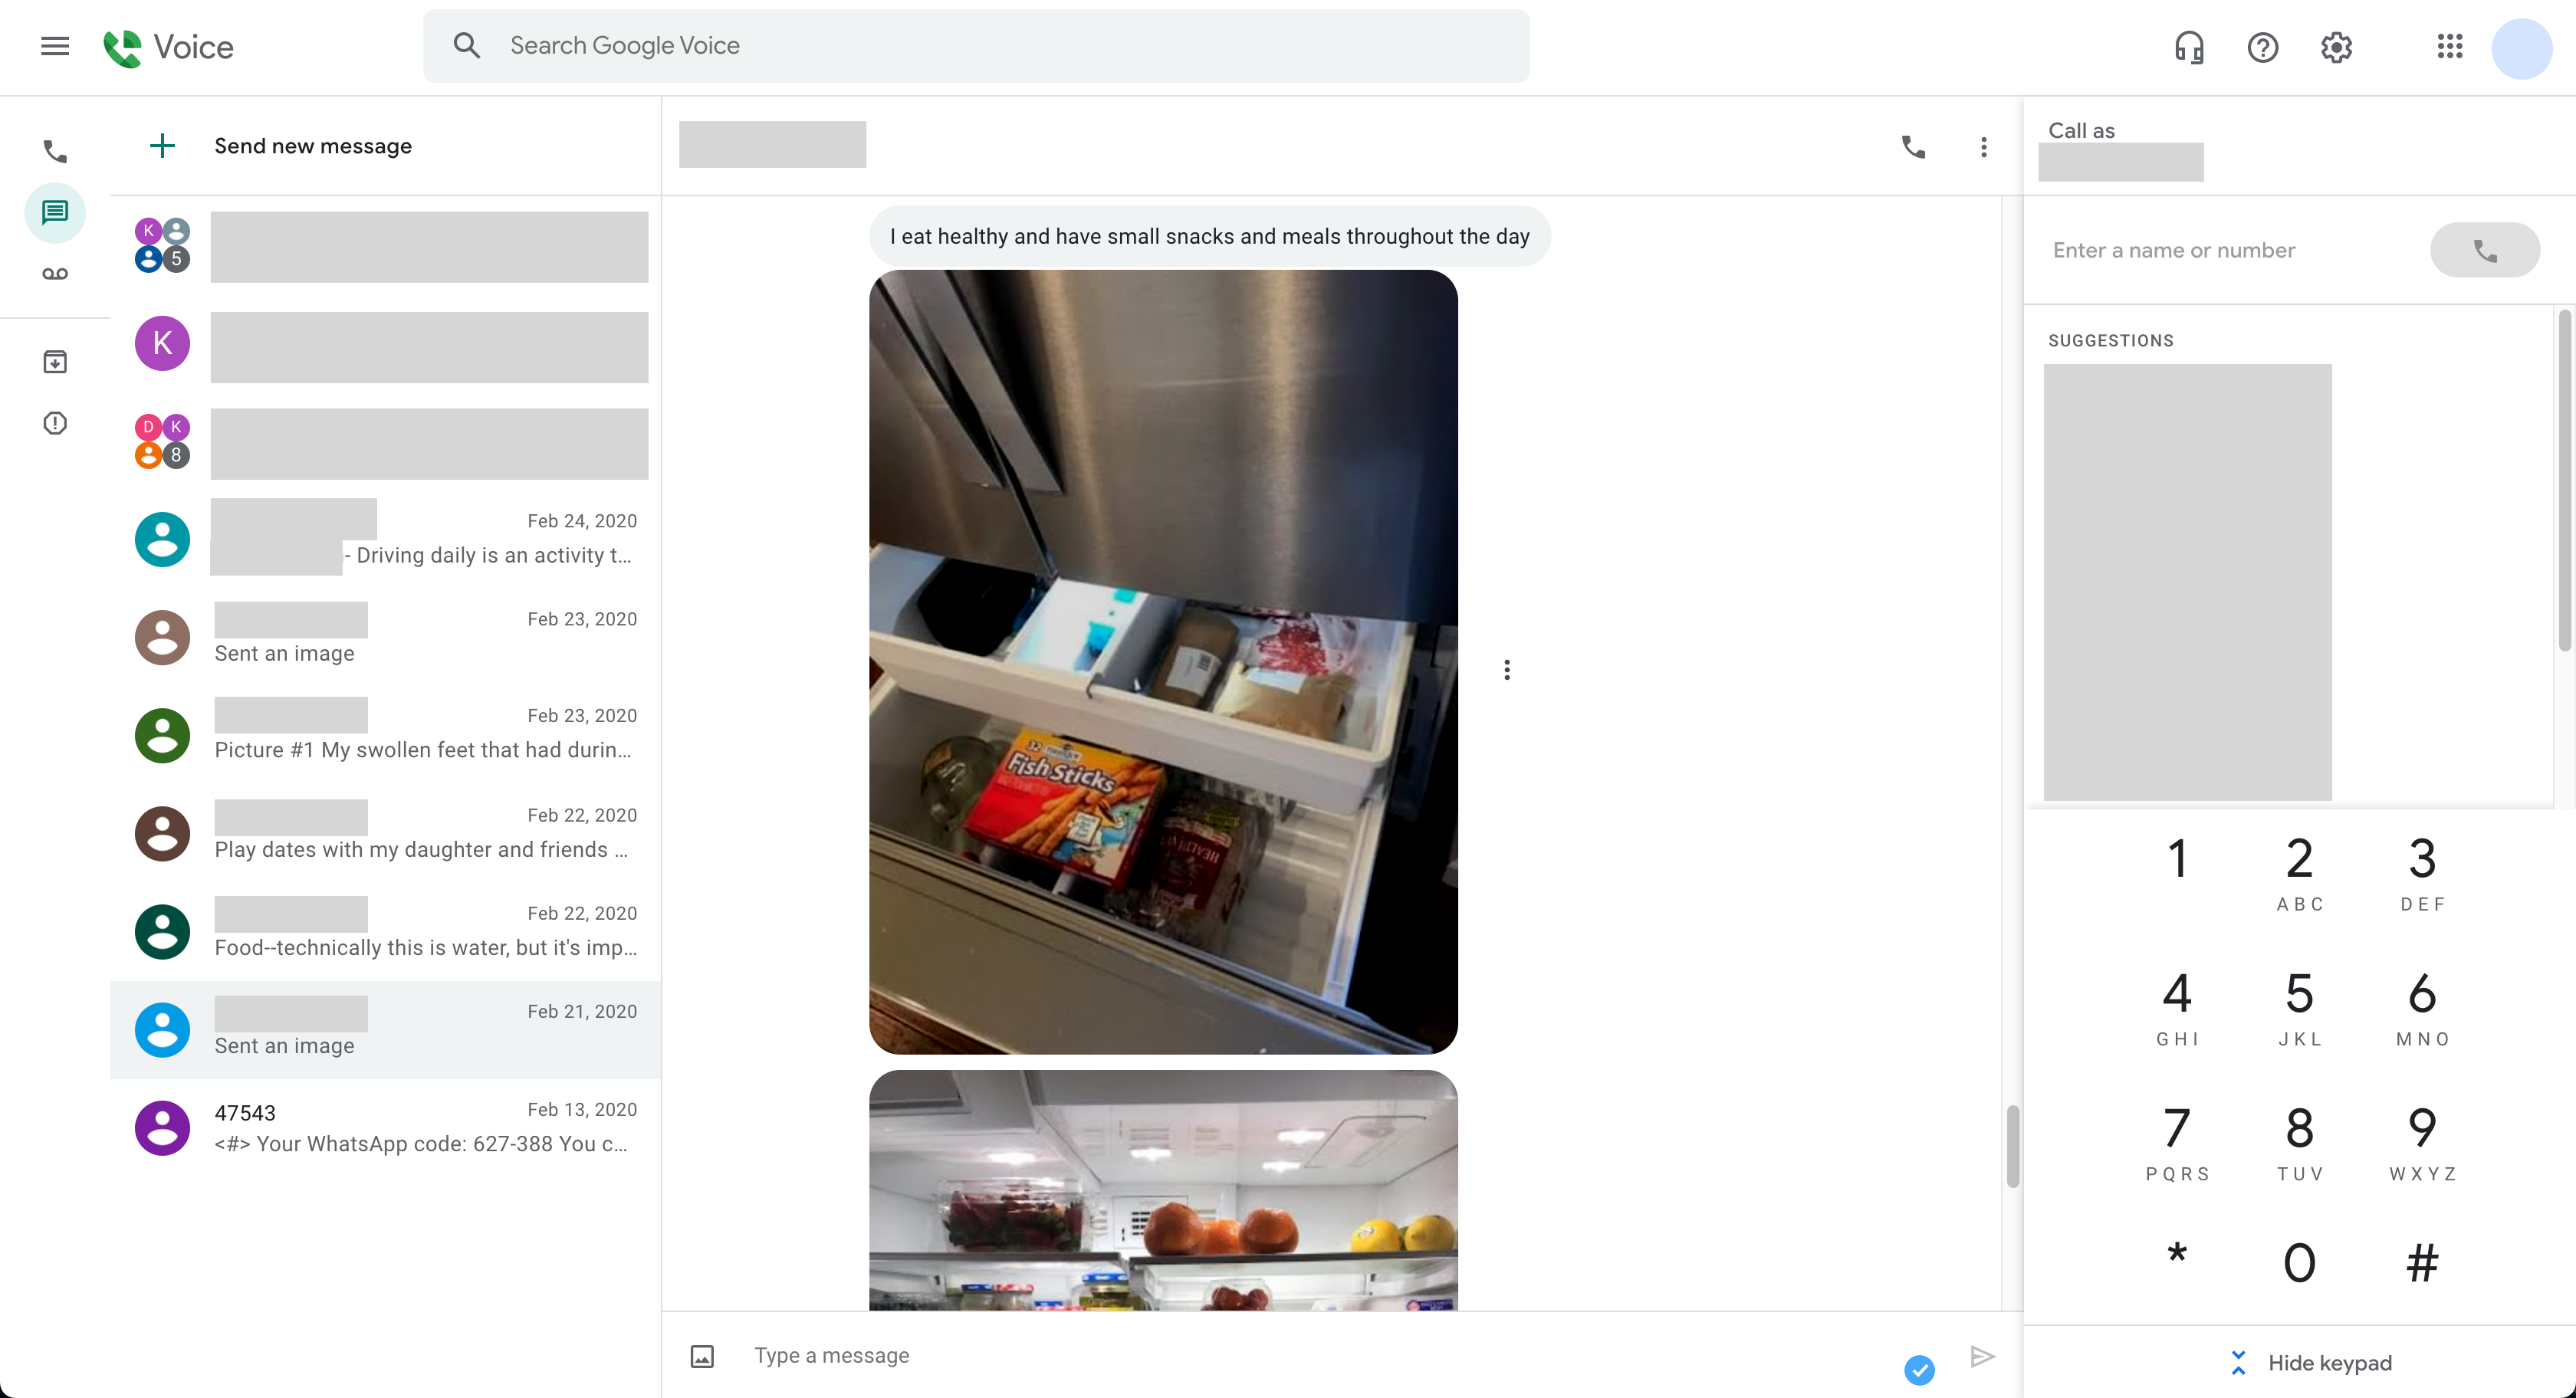 Voice
Search Google Voice
Send new message
K
5
K
D
K
8
Feb 24, 2020
- Driving daily is an activity t...
Feb 23, 2020
Sent an image
Feb 23, 2020
Picture #1 My swollen feet that had durin...
Feb 22, 2020
Play dates with my daughter and friends ...
Feb 22, 2020
Food--technically this is water, but it's imp...
Feb 21, 2020
Sent an image
47543
Feb 13, 2020
<#> Your WhatsApp code: 627-388 You c...
I eat healthy and have small snacks and meals throughout the day
32
Fish Sticks
HEALTH
Type a message
Call as
Enter a name or number
SUGGESTIONS
1 2 3
ABC DEF
4 5 6
GHI JKL MNO
7 8 9
PQRS TUV WXYZ
* 0 #
Hide keypad